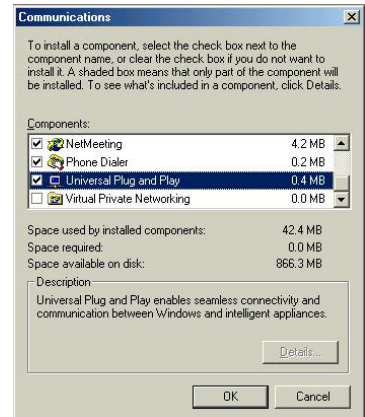 Communications
To install a component, select the check box next to the
component name, or clear the check box if you do not want to
install it. A shaded box means that only part of the component will
be installed. To see what's included in a component, click Details.
Components:
NetMeeting 4.2 MB
Phone Dialer 0.2 MB
Universal Plug and Play 0.4 MB
Virtual Private Networking 0.0 MB
Space used by installed components: 42.4 MB
Space required: 0.0 MB
Space available on disk: 866.3 MB
Description
Universal Plug and Play enables seamless connectivity and
communication between Windows and intelligent appliances.
Details...
OK Cancel